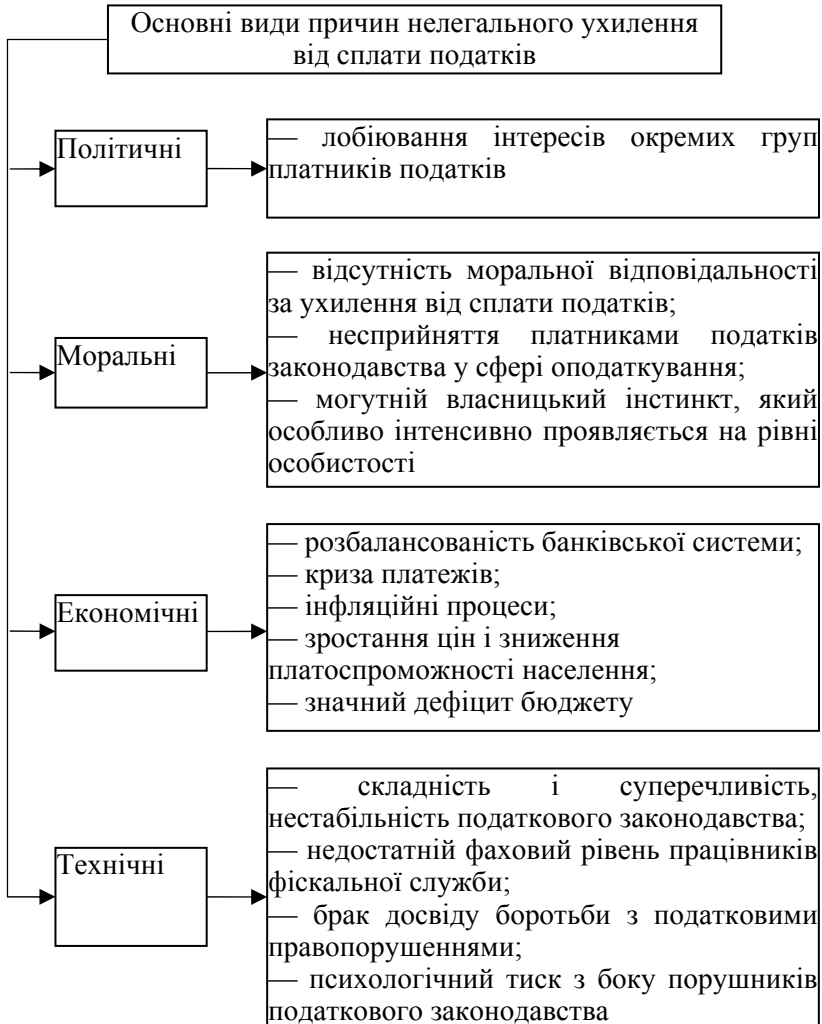 Основні види причин нелегального ухилення
від сплати податків
Політичні
— лобіювання інтересів окремих груп
платників податків
Моральні
— відсутність моральної відповідальності
за ухилення від сплати податків;
— несприйняття платниками податків
законодавства у сфері оподаткування;
— могутній власницький інстинкт, який
особливо інтенсивно проявляється на рівні
особистості
Економічні
— розбалансованість банківської системи;
— криза платежів;
— інфляційні процеси;
— зростання цін і зниження
платоспроможності населення;
— значний дефіцит бюджету
Технічні
— складність і суперечливість,
нестабільність податкового законодавства;
— недостатній фаховий рівень працівників
фіскальної служби;
— брак досвіду боротьби з податковими
правопорушеннями;
— психологічний тиск з боку порушників
податкового законодавства